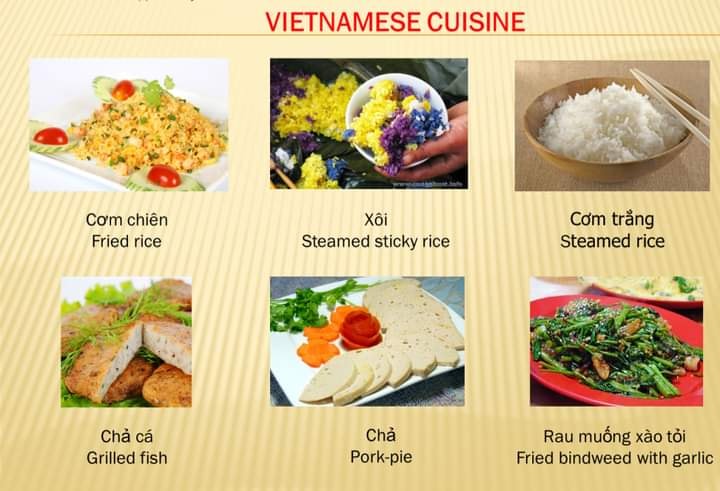 VIETNAMESE CUISINE
Cơm chiên
Fried rice
Xôi
Steamed sticky rice
Cơm trắng
Steamed rice
Chả cá
Grilled fish
Chả
Pork-pie
Rau muống xào tỏi
Fried bindweed with garlic